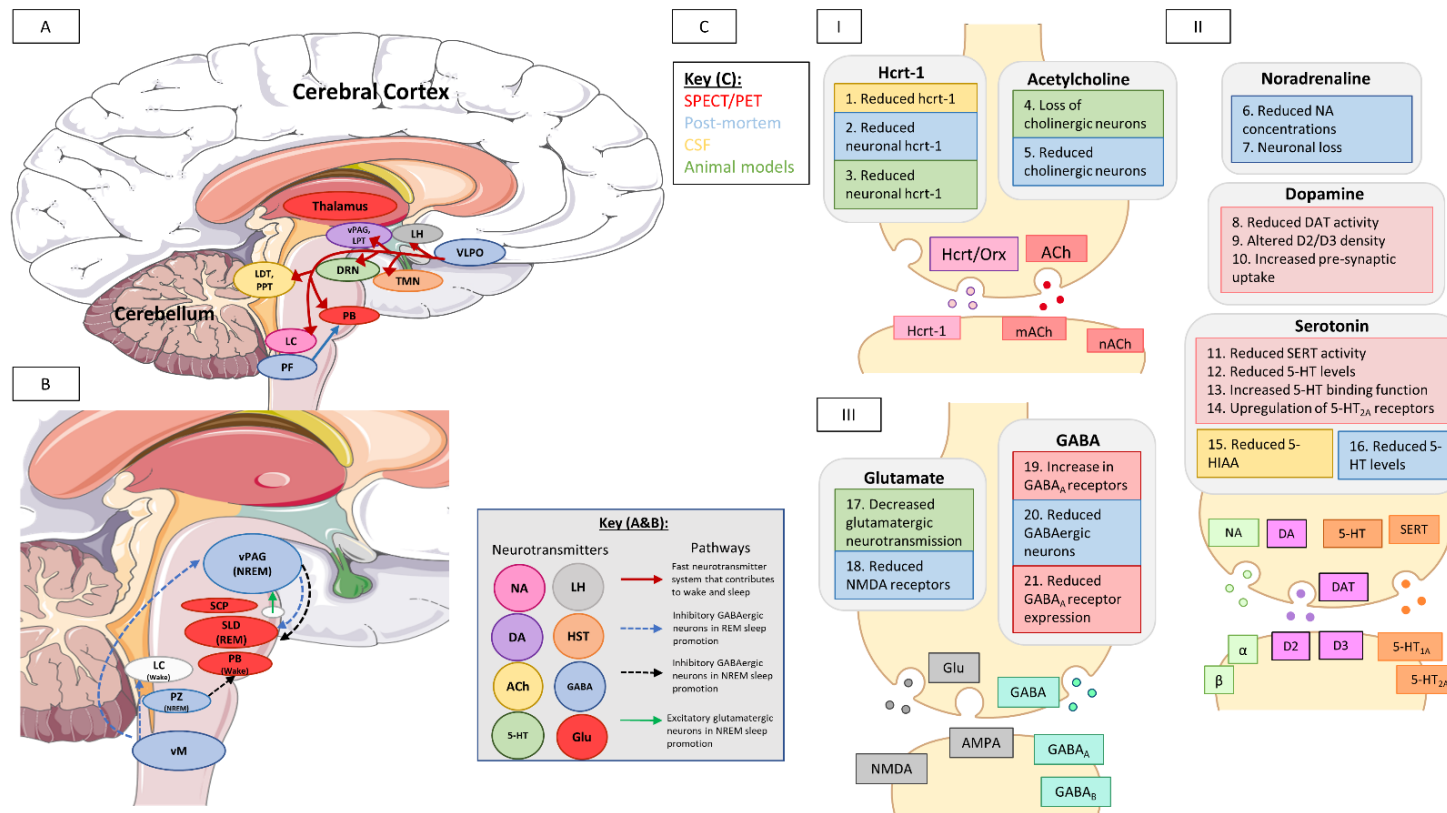 A
Cerebral Cortex
Thalamus
vPAG,
LPT
LH
VLPO
LDT,
PPT
DRN
TMN
Cerebellum
PB
LC
PF
B
vPAG
(NREM)
SCP
SLD
(REM)
PB
(Wake)
LC
(Wake)
PZ
(NREM)
vM
Key (A&B):
Neurotransmitters
Pathways
NA
LH
Fast neurotransmitter
system that contributes
to wake and sleep
DA
HST
Inhibitory GABAergic
neurons in REM sleep
promotion
ACh
GABA
Inhibitory GABAergic
neurons in NREM sleep
promotion
5-HT
Glu
Excitatory glutamatergic
neurons in NREM sleep
promotion
C
Key (C):
SPECT/PET
Post-mortem
CSF
Animal models
I
Hcrt-1
1. Reduced hcrt-1
2. Reduced
neuronal hcrt-1
3. Reduced
neuronal hcrt-1
Acetylcholine
4. Loss of
cholinergic neurons
5. Reduced
cholinergic neurons
Hcrt/Orx
ACh
Hcrt-1
mACh
nACh
II
Noradrenaline
6. Reduced NA
concentrations
7. Neuronal loss
Dopamine
8. Reduced DAT activity
9. Altered D2/D3 density
10. Increased pre-synaptic
uptake
Serotonin
11. Reduced SERT activity
12. Reduced 5-HT levels
13. Increased 5-HT binding function
14. Upregulation of 5-HT2A receptors
15. Reduced 5-
HIAA
16. Reduced 5-
HT levels
NA
DA
5-HT
SERT
DAT
α
β
D2
D3
5-HT1A
5-HT2A
III
Glutamate
17. Decreased
glutamatergic
neurotransmission
18. Reduced
NMDA receptors
GABA
19. Increase in
GABAA receptors
20. Reduced
GABAergic
neurons
21. Reduced
GABAA receptor
expression
Glu
GABA
AMPA
NMDA
GABAA
GABAB